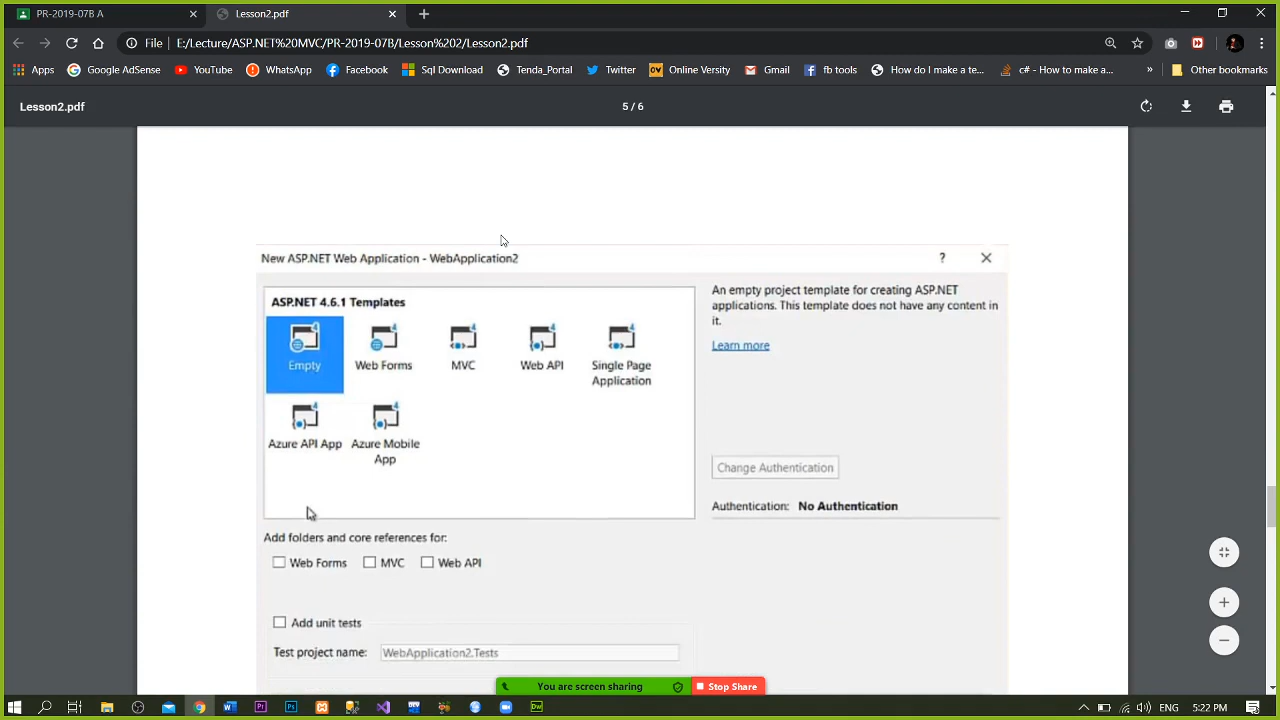 PR-2019-07B A
Lesson2.pdf
File E:/Lecture/ASP.NET%20MVC/PR-2019-07B/Lesson%202/Lesson2.pdf
Apps Google AdSense YouTube WhatsApp Facebook Sql Download Tenda_Portal Twitter Online Versity Gmail fb tools How do I make a te... c# - How to make a... » Other bookmarks
Lesson2.pdf 5 / 6
New ASP.NET Web Application - WebApplication2 ?
ASP.NET 4.6.1 Templates
Empty Web Forms MVC Web API Single Page
Application
Azure API App Azure Mobile
App
An empty project template for creating ASP.NET
applications. This template does not have any content in
it.
Learn more
Change Authentication
Authentication: No Authentication
Add folders and core references for:
Web Forms MVC Web API
Add unit tests
Test project name: WebApplication2.Tests
You are screen sharing Stop Share
ENG 5:22 PM